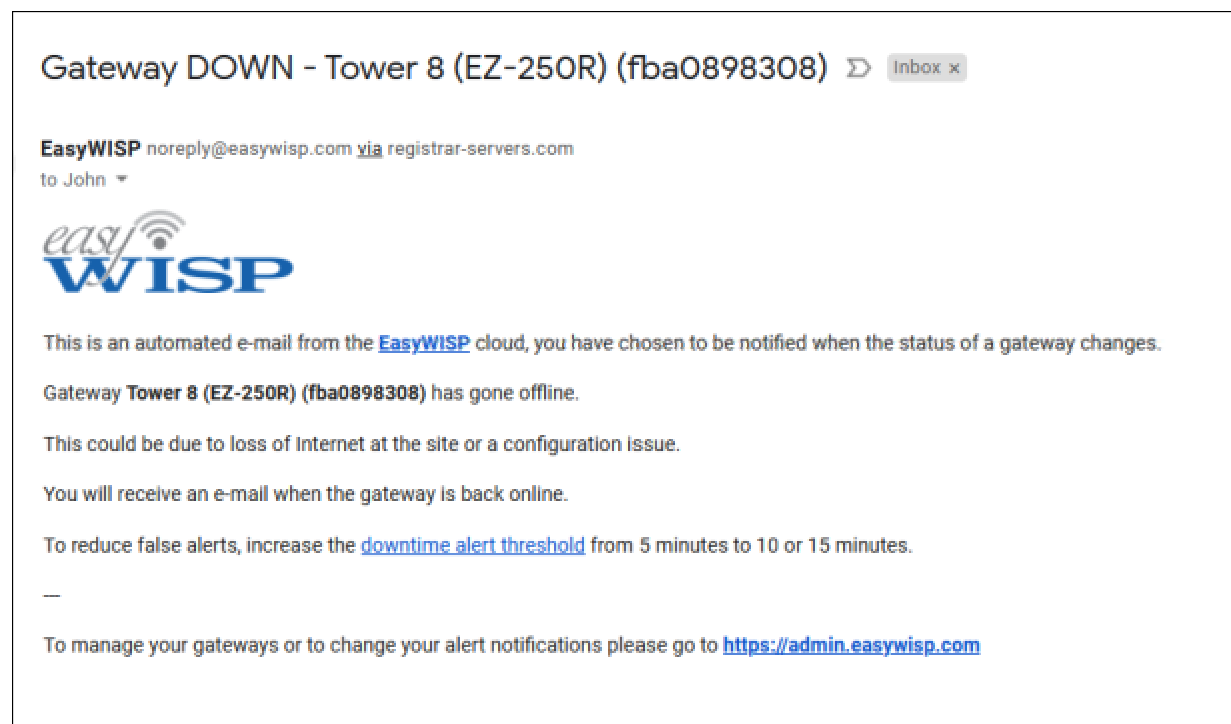 Gateway DOWN - Tower 8 (EZ-250R) (fba0898308) Inbox x
EasyWISP noreply@easywisp.com via registrar-servers.com
to John
easy
WISP
This is an automated e-mail from the EasyWISP cloud, you have chosen to be notified when the status of a gateway changes.
Gateway Tower 8 (EZ-250R) (fba0898308) has gone offline.
This could be due to loss of Internet at the site or a configuration issue.
You will receive an e-mail when the gateway is back online.
To reduce false alerts, increase the downtime alert threshold from 5 minutes to 10 or 15 minutes.
---
To manage your gateways or to change your alert notifications please go to https://admin.easywisp.com